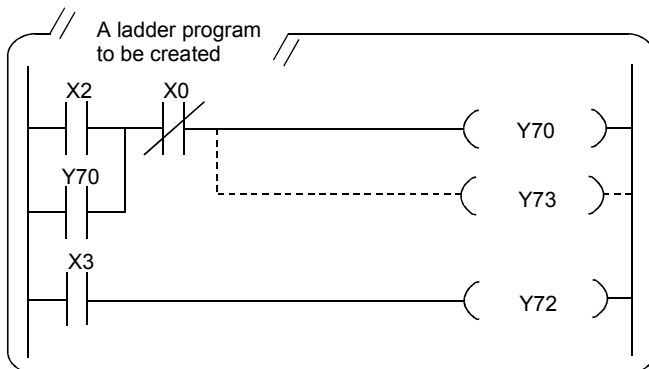 A ladder program
to be created
X2 X0
Y70
Y70
Y73
X3
Y72